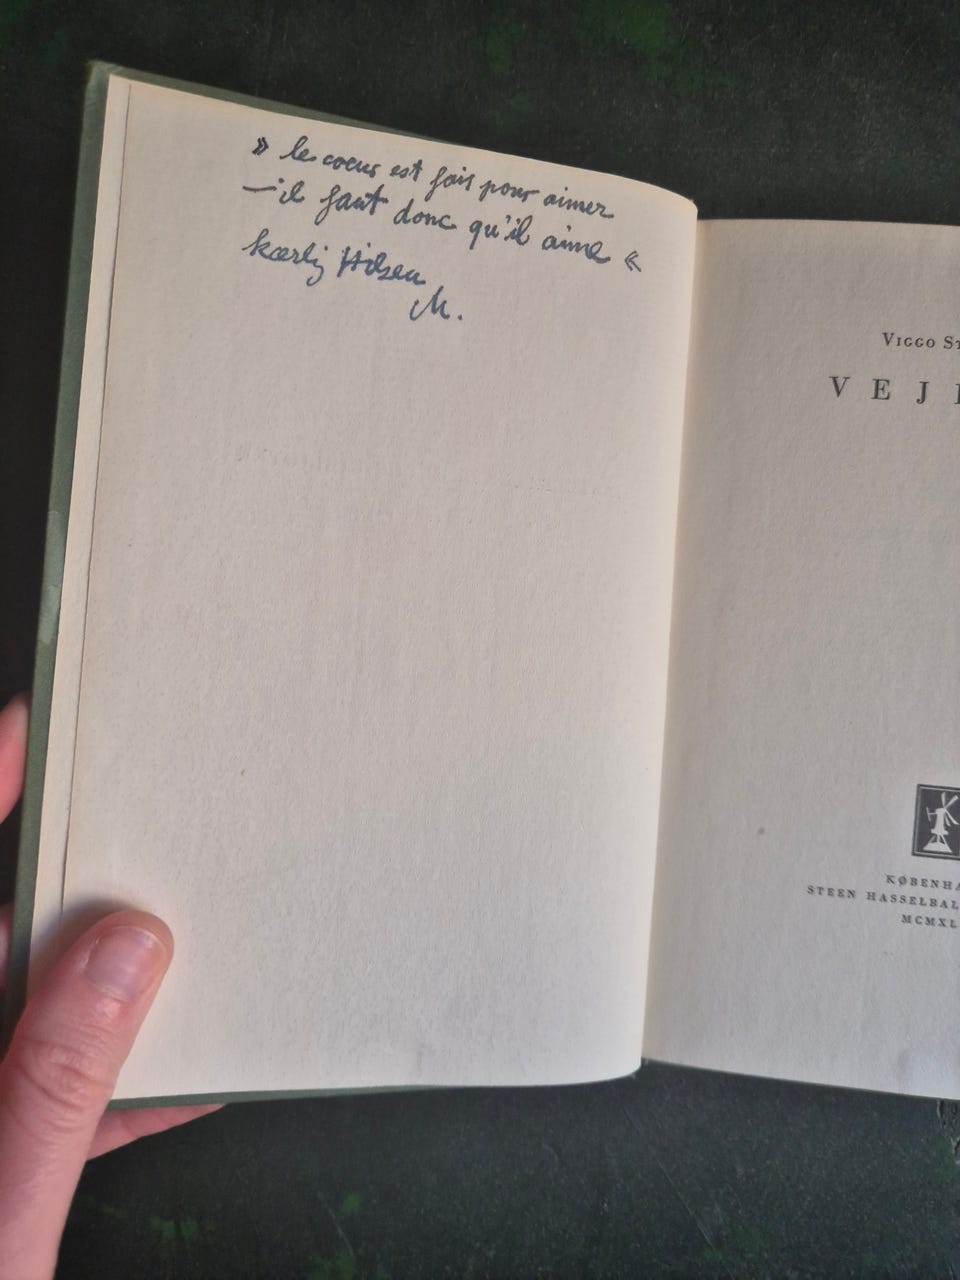 » le coeur est fait pour aimer
— il faut donc qu'il aime «
kærlig Hilsen
M.
VIGGO ST
VEJ
KØBENHA
STEEN HASSELBAL
MCMXL